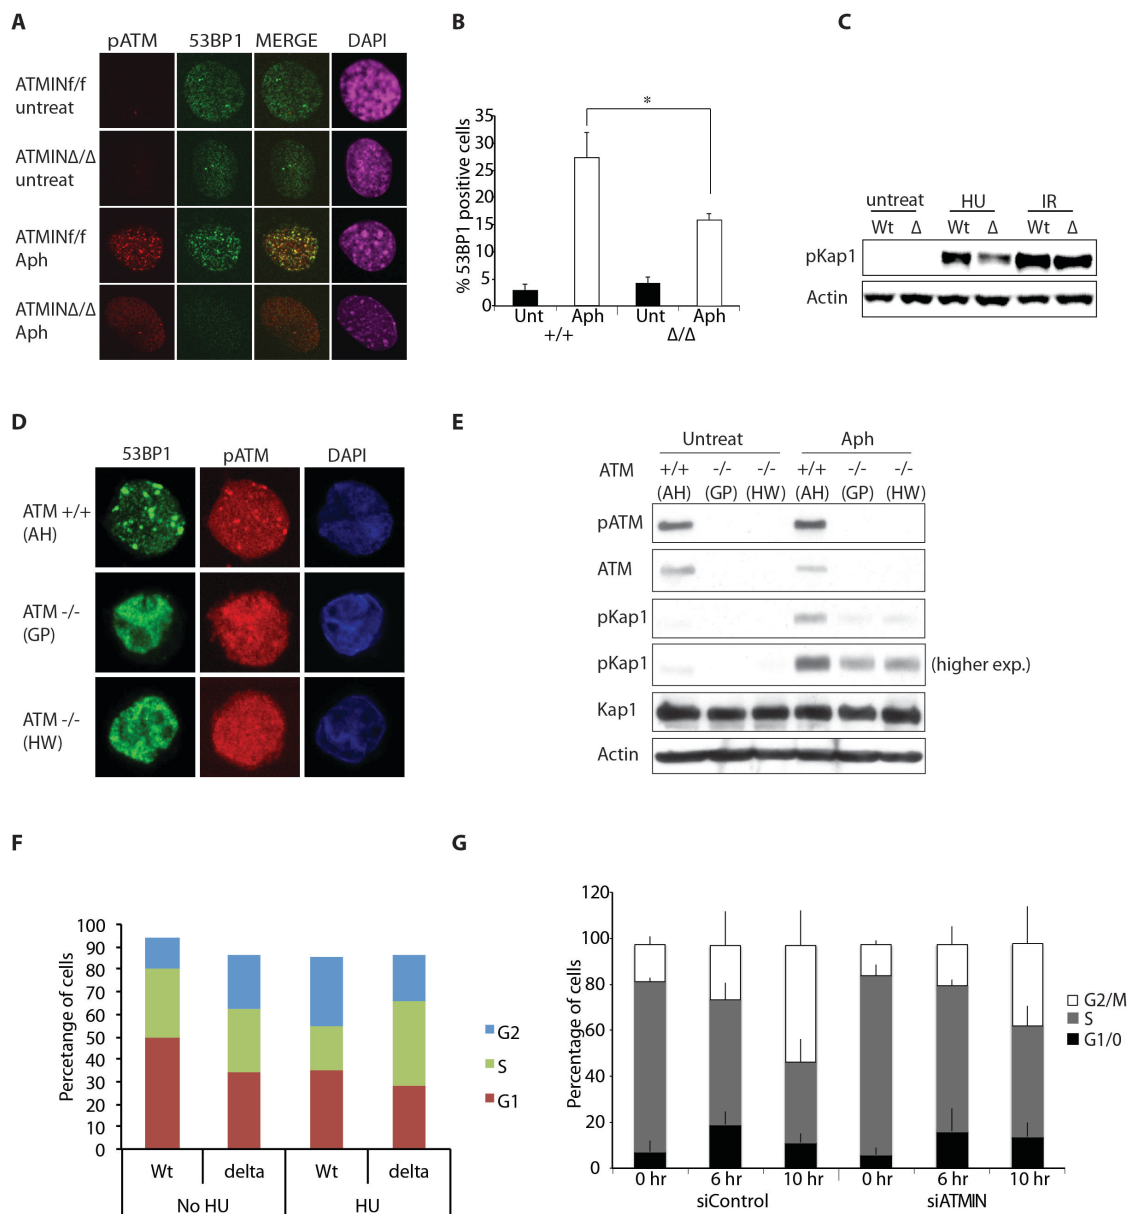 A
pATM 53BP1 MERGE DAPI
ATMINf/f
untreat
ATMINΔ/Δ
untreat
ATMINf/f
Aph
ATMINΔ/Δ
Aph
B
*
% 53BP1 positive cells
35
30
25
20
15
10
5
0
Unt Aph Unt Aph
+/+ Δ/Δ
C
untreat HU IR
Wt Δ Wt Δ Wt Δ
pKap1
Actin
D
53BP1 pATM DAPI
ATM +/+
(AH)
ATM -/-
(GP)
ATM -/-
(HW)
E
Untreat Aph
ATM +/+ -/- -/- +/+ -/- -/-
(AH) (GP) (HW) (AH) (GP) (HW)
pATM
ATM
pKap1
pKap1 (higher exp.)
Kap1
Actin
F
Percetange of cells
100
90
80
70
60
50
40
30
20
10
0
Wt delta Wt delta
No HU HU
G2
S
G1
G
Percentage of cells
120
100
80
60
40
20
0
0 hr 6 hr 10 hr 0 hr 6 hr 10 hr
siControl siATMIN
G2/M
S
G1/0